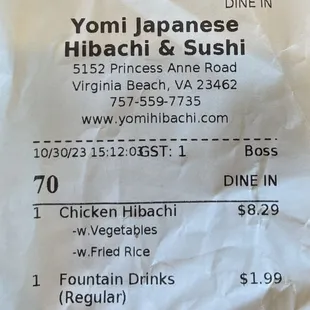 DINE IN
Yomi Japanese
Hibachi & Sushi
5152 Princess Anne Road
Virginia Beach, VA 23462
757-559-7735
www.yomihibachi.com
10/30/23 15:12:03 GST: 1 Boss
70 DINE IN
1 Chicken Hibachi $8.29
-w.Vegetables
-w.Fried Rice
1 Fountain Drinks $1.99
(Regular)